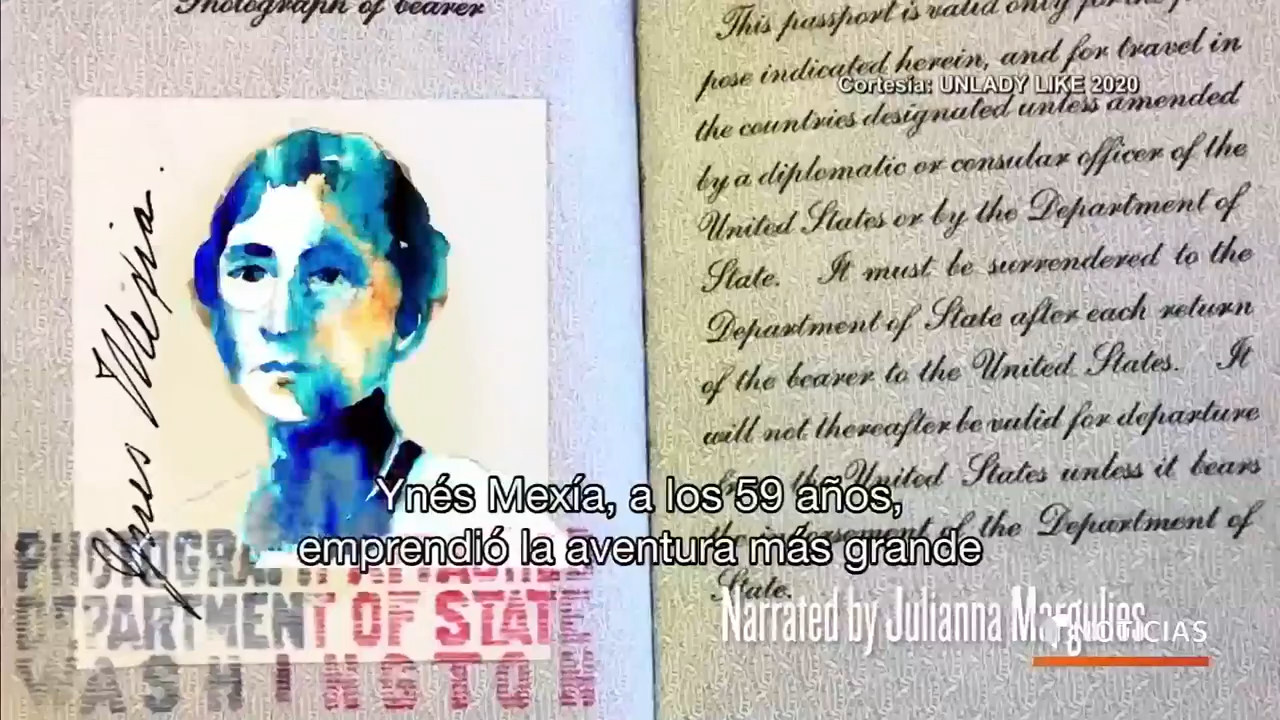 Photograph of bearer
Ynes Mexia.
PHOTOGRAPH ATTACHED
DEPARTMENT OF STATE
WASHINGTON
This passport is valid only for the
pose indicated herein, and for travel in
Cortesía: UNLADY LIKE 2020
the countries designated unless amended
by a diplomatic or consular officer of the
United States or by the Department of
State. It must be surrendered to the
Department of State after each return
of the bearer to the United States. It
will not thereafter be valid for departure
the United States unless it bears
of the Department of
State.
Ynés Mexía, a los 59 años,
emprendió la aventura más grande
Narrated by Julianna Margulies
NOTICIAS